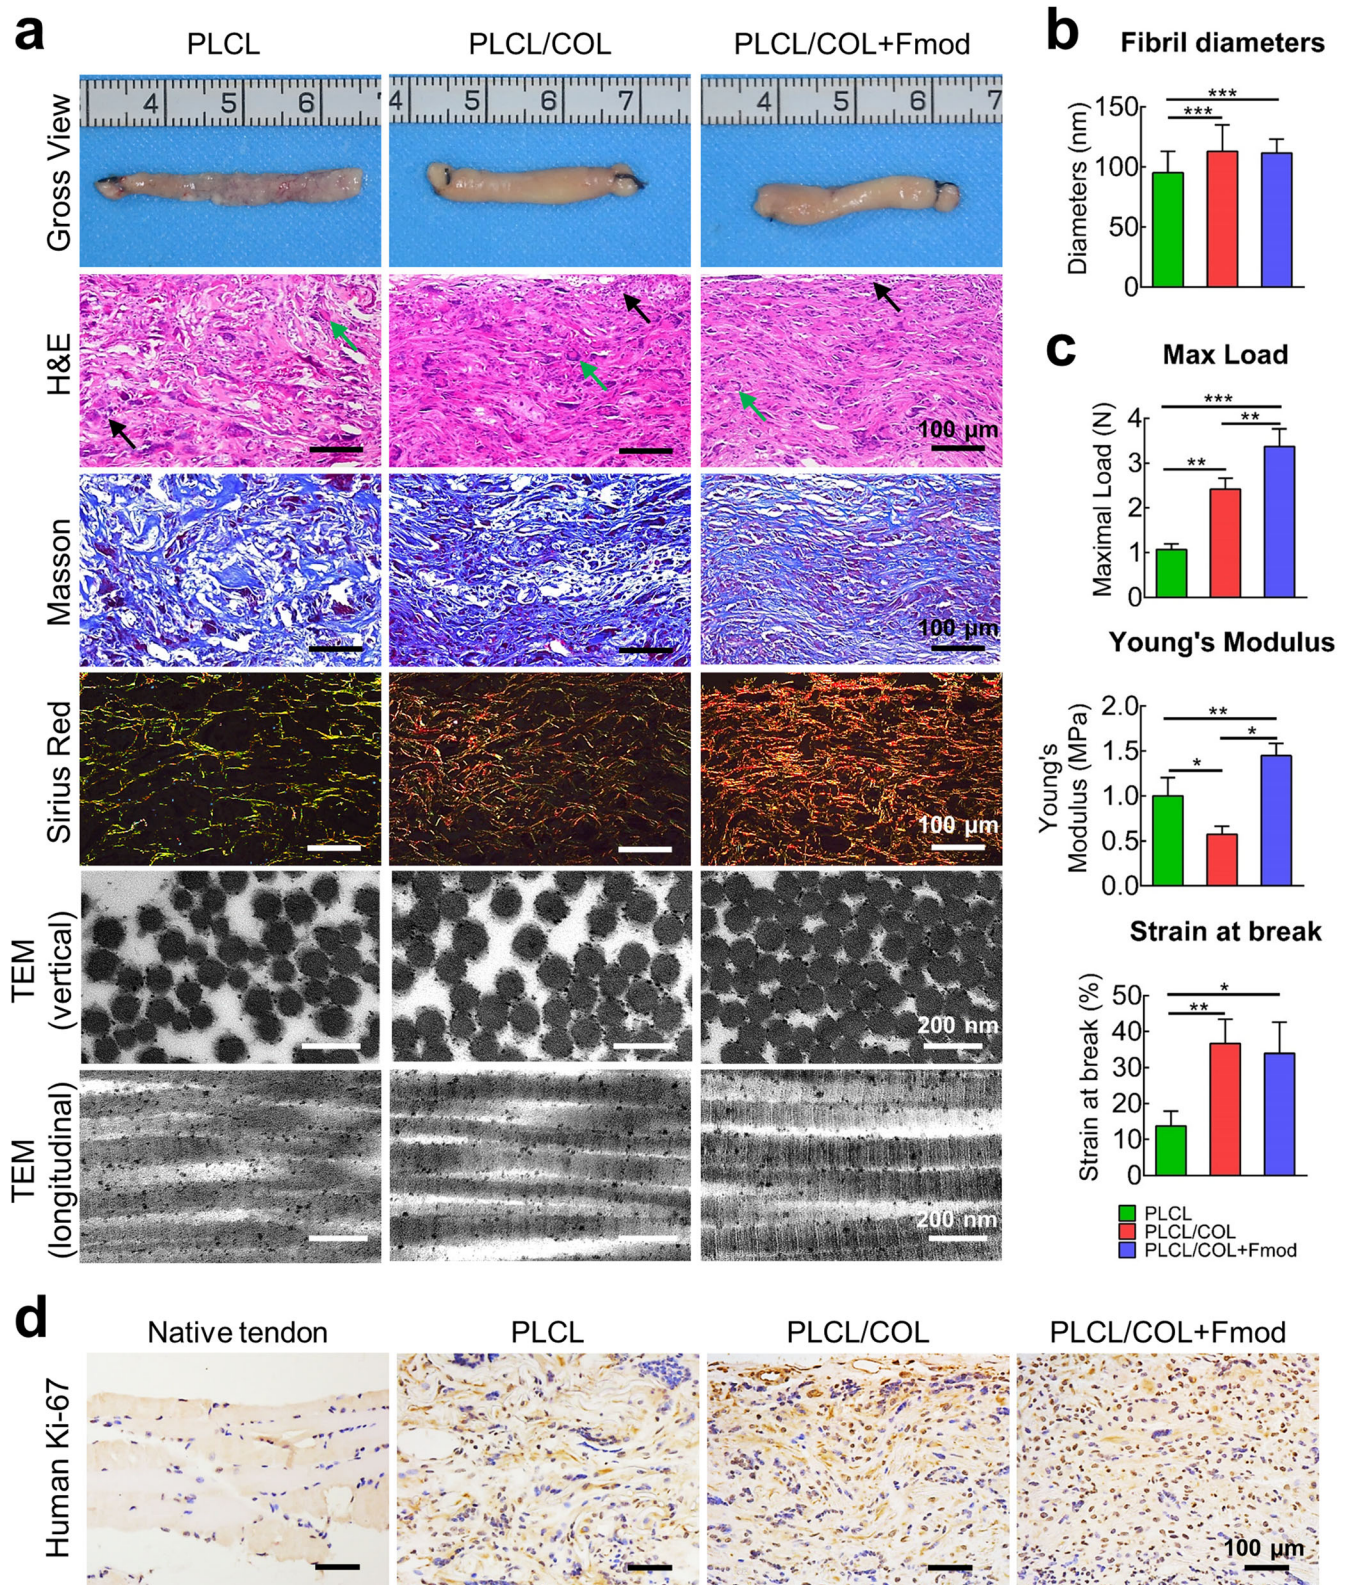 a
PLCL
PLCL/COL
PLCL/COL+Fmod
Gross View
4 5 6
4 5 6 7
4 5 6 7
H&E
100 µm
Masson
100 µm
Sirius Red
100 µm
TEM
(vertical)
200 nm
TEM
(longitudinal)
200 nm
b
Fibril diameters
Diameters (nm)
150
100
50
0
***
***
c
Max Load
Maximal Load (N)
4
3
2
1
0
***
**
**
Young's Modulus
Young's
Modulus (MPa)
2.0
1.5
1.0
0.5
0.0
**
*
*
Strain at break
Strain at break (%)
50
40
30
20
10
0
*
**
PLCL
PLCL/COL
PLCL/COL+Fmod
d
Native tendon
PLCL
PLCL/COL
PLCL/COL+Fmod
Human Ki-67
100 µm